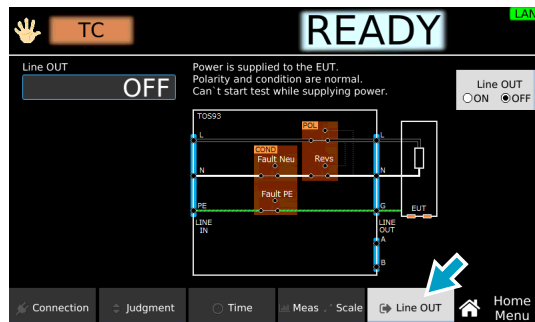 LAN
TC
READY
Line OUT
OFF
Power is supplied to the EUT.
Polarity and condition are normal.
Can`t start test while supplying power.
Line OUT
ON OFF
TOS93
POL
L
L
COND
Fault Neu
Revs
N
N
Fault PE
PE
G
EUT
LINE
IN
LINE
OUT
A
B
Connection
Judgment
Time
Meas
Scale
Line OUT
Home
Menu